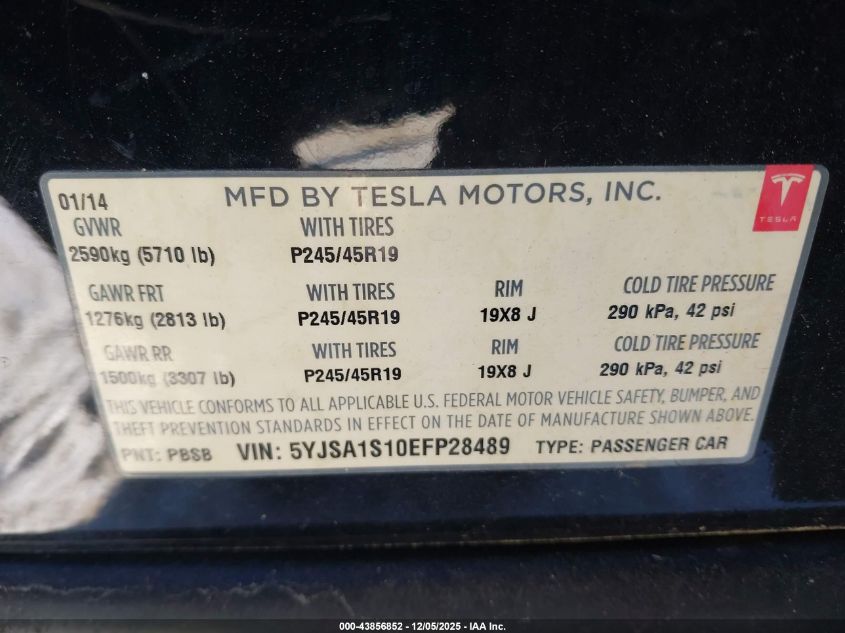 01/14 MFD BY TESLA MOTORS, INC.
TESLA
GVWR WITH TIRES
2590kg (5710 lb) P245/45R19
GAWR FRT WITH TIRES RIM COLD TIRE PRESSURE
1276kg (2813 lb) P245/45R19 19X8 J 290 kPa, 42 psi
GAWR RR WITH TIRES RIM COLD TIRE PRESSURE
1500kg (3307 lb) P245/45R19 19X8 J 290 kPa, 42 psi
THIS VEHICLE CONFORMS TO ALL APPLICABLE U.S. FEDERAL MOTOR VEHICLE SAFETY, BUMPER, AND
THEFT PREVENTION STANDARDS IN EFFECT ON THE DATE OF MANUFACTURE SHOWN ABOVE.
PNT: PBSB VIN: 5YJSA1S10EFP28489 TYPE: PASSENGER CAR
000-43856852 - 12/05/2025 - IAA Inc.